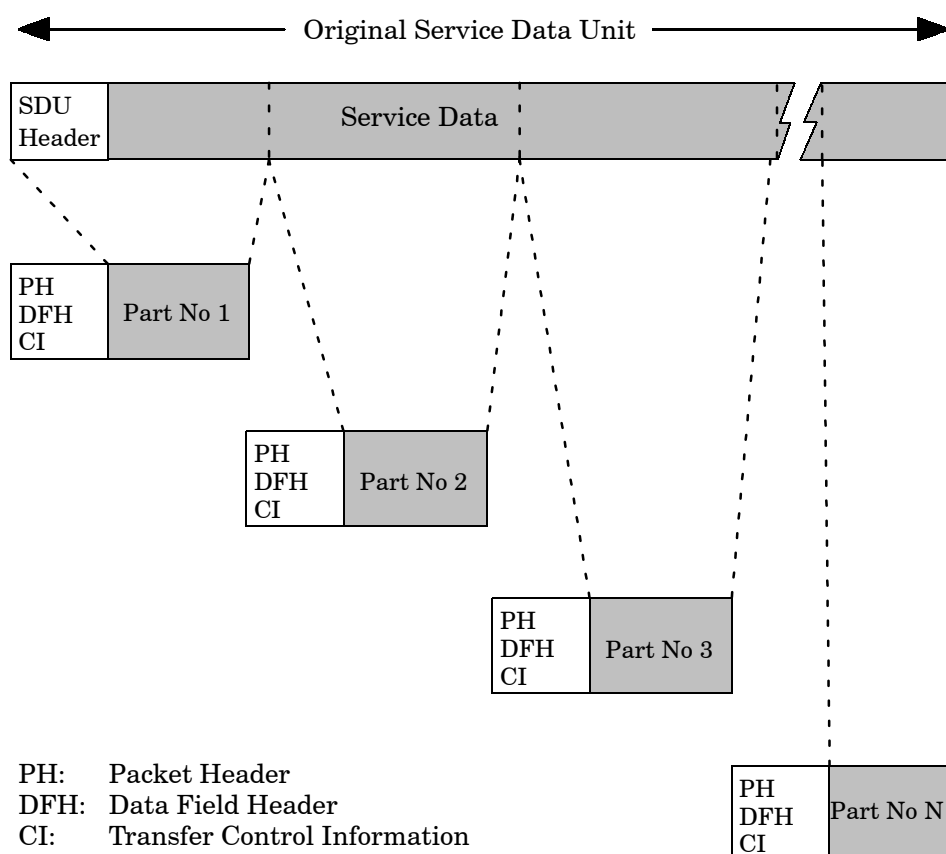 Original Service Data Unit
SDU
Header
Service Data
PH
DFH
CI
Part No 1
PH
DFH
CI
Part No 2
PH
DFH
CI
Part No 3
PH
DFH
CI
Part No N
PH: Packet Header
DFH: Data Field Header
CI: Transfer Control Information